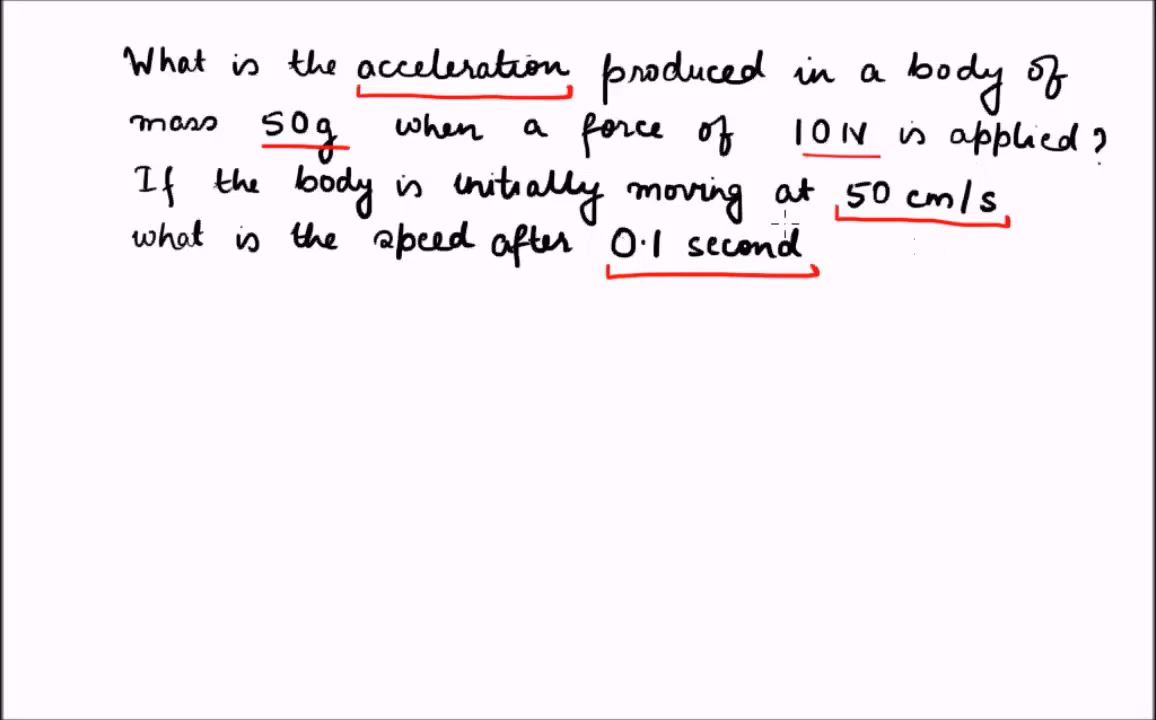 What is the acceleration produced in a body of
mass 50g when a force of 10N is applied?
If the body is initially moving at 50 cm/s
what is the speed after 0.1 second